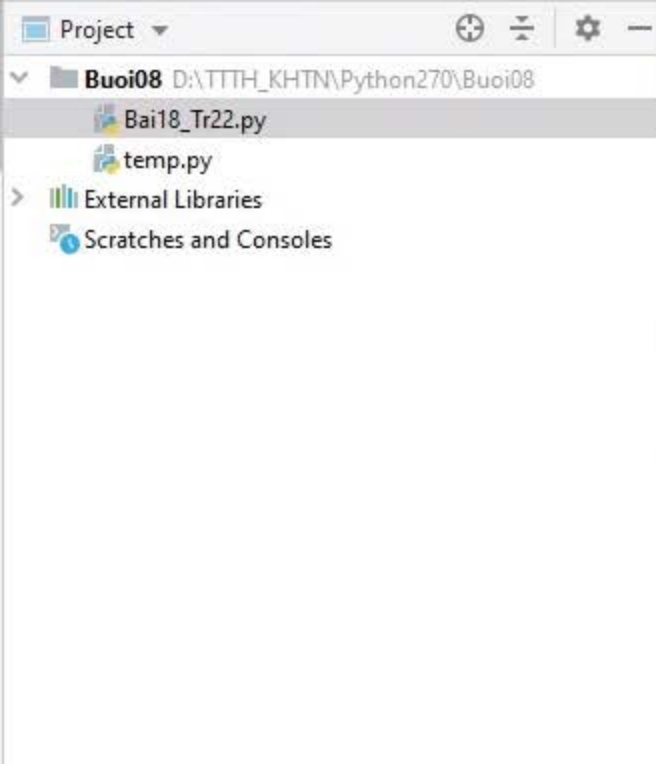 Project
Buoi08 D:\TTTH_KHTN\Python270\Buoi08
Bai18_Tr22.py
temp.py
External Libraries
Scratches and Consoles